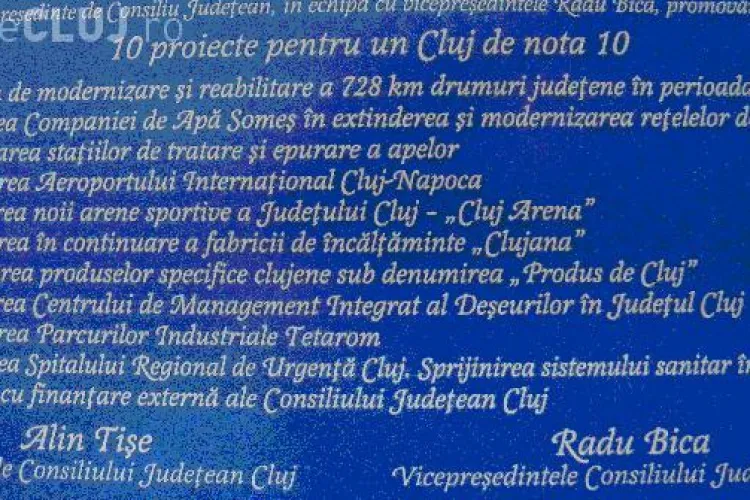 reședinte de Consiliu Județean, în echipă cu vicepreședintele Radu Bica, promova
eCLUJ.ro
10 proiecte pentru un Cluj de nota 10
de modernizare și reabilitare a 728 km drumuri județene în perioada
ea Companiei de Apă Someș în extinderea și modernizarea rețelelor d
area stațiilor de tratare și epurare a apelor
rea Aeroportului Internațional Cluj-Napoca
rea noii arene sportive a Județului Cluj – „Cluj Arena”
rea în continuare a fabricii de încălțăminte „Clujana”
area produselor specifice clujene sub denumirea „Produs de Cluj”
rea Centrului de Management Integrat al Deșeurilor în Județul Cluj
rea Parcurilor Industriale Tetarom
ea Spitalului Regional de Urgență Cluj. Sprijinirea sistemului sanitar în
cu finanțare externă ale Consiliului Județean Cluj
Alin Tișe
Radu Bica
le Consiliului Județean Cluj
Vicepreședintele Consiliului Jud